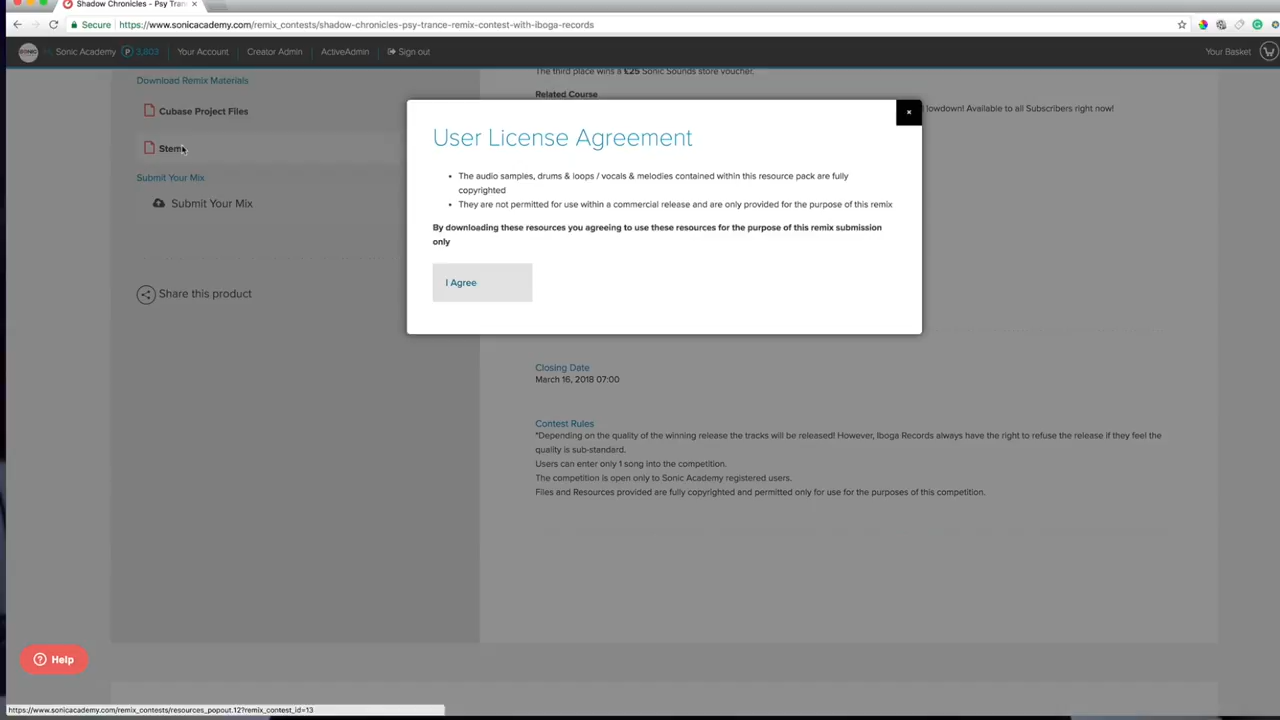 Shadow Chronicles - Psy Tran
Secure https://www.sonicacademy.com/remix_contests/shadow-chronicles-psy-trance-remix-contest-with-iboga-records
SONIC Sonic Academy P 3,803 Your Account Creator Admin ActiveAdmin Sign out Your Basket
Download Remix Materials
Cubase Project Files
Stem
Submit Your Mix
Submit Your Mix
Share this product
The third place wins a £25 Sonic Sounds store voucher.
Related Course
lowdown! Available to all Subscribers right now!
User License Agreement
• The audio samples, drums & loops / vocals & melodies contained within this resource pack are fully
copyrighted
• They are not permitted for use within a commercial release and are only provided for the purpose of this remix
By downloading these resources you agreeing to use these resources for the purpose of this remix submission
only
I Agree
Closing Date
March 16, 2018 07:00
Contest Rules
"Depending on the quality of the winning release the tracks will be released! However, Iboga Records always have the right to refuse the release if they feel the
quality is sub-standard.
Users can enter only 1 song into the competition.
The competition is open only to Sonic Academy registered users.
Files and Resources provided are fully copyrighted and permitted only for use for the purposes of this competition.
Help
https://www.sonicacademy.com/remix_contests/resources_popout.12?remix_contest_id=13